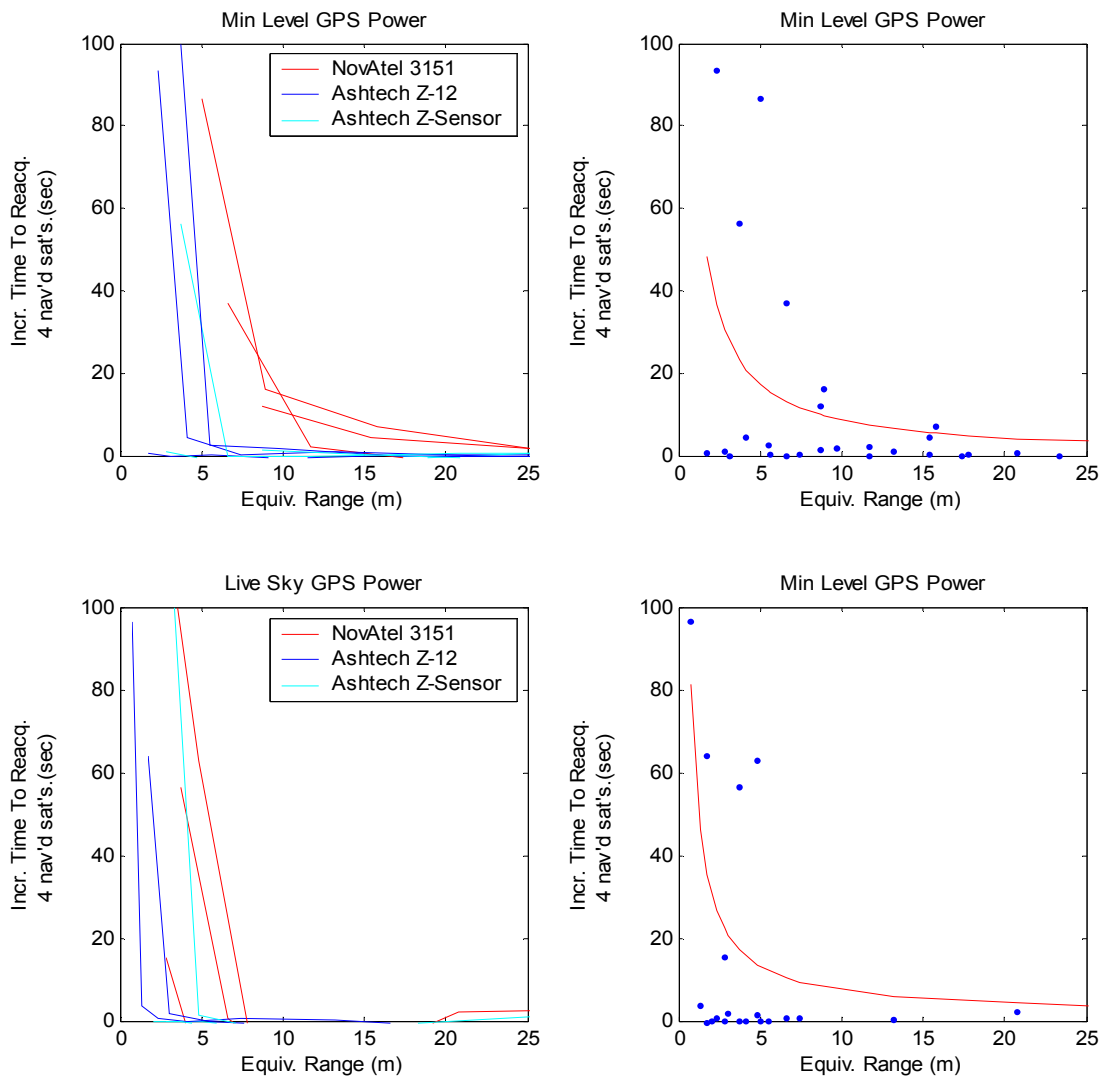 Min Level GPS Power
100
80
60
40
20
0
0 5 10 15 20 25
Incr. Time To Reacq.
4 nav'd sat's.(sec)
Equiv. Range (m)
NovAtel 3151
Ashtech Z-12
Ashtech Z-Sensor
Min Level GPS Power
100
80
60
40
20
0
0 5 10 15 20 25
Incr. Time To Reacq.
4 nav'd sat's.(sec)
Equiv. Range (m)
Live Sky GPS Power
100
80
60
40
20
0
0 5 10 15 20 25
Incr. Time To Reacq.
4 nav'd sat's.(sec)
Equiv. Range (m)
NovAtel 3151
Ashtech Z-12
Ashtech Z-Sensor
Min Level GPS Power
100
80
60
40
20
0
0 5 10 15 20 25
Incr. Time To Reacq.
4 nav'd sat's.(sec)
Equiv. Range (m)